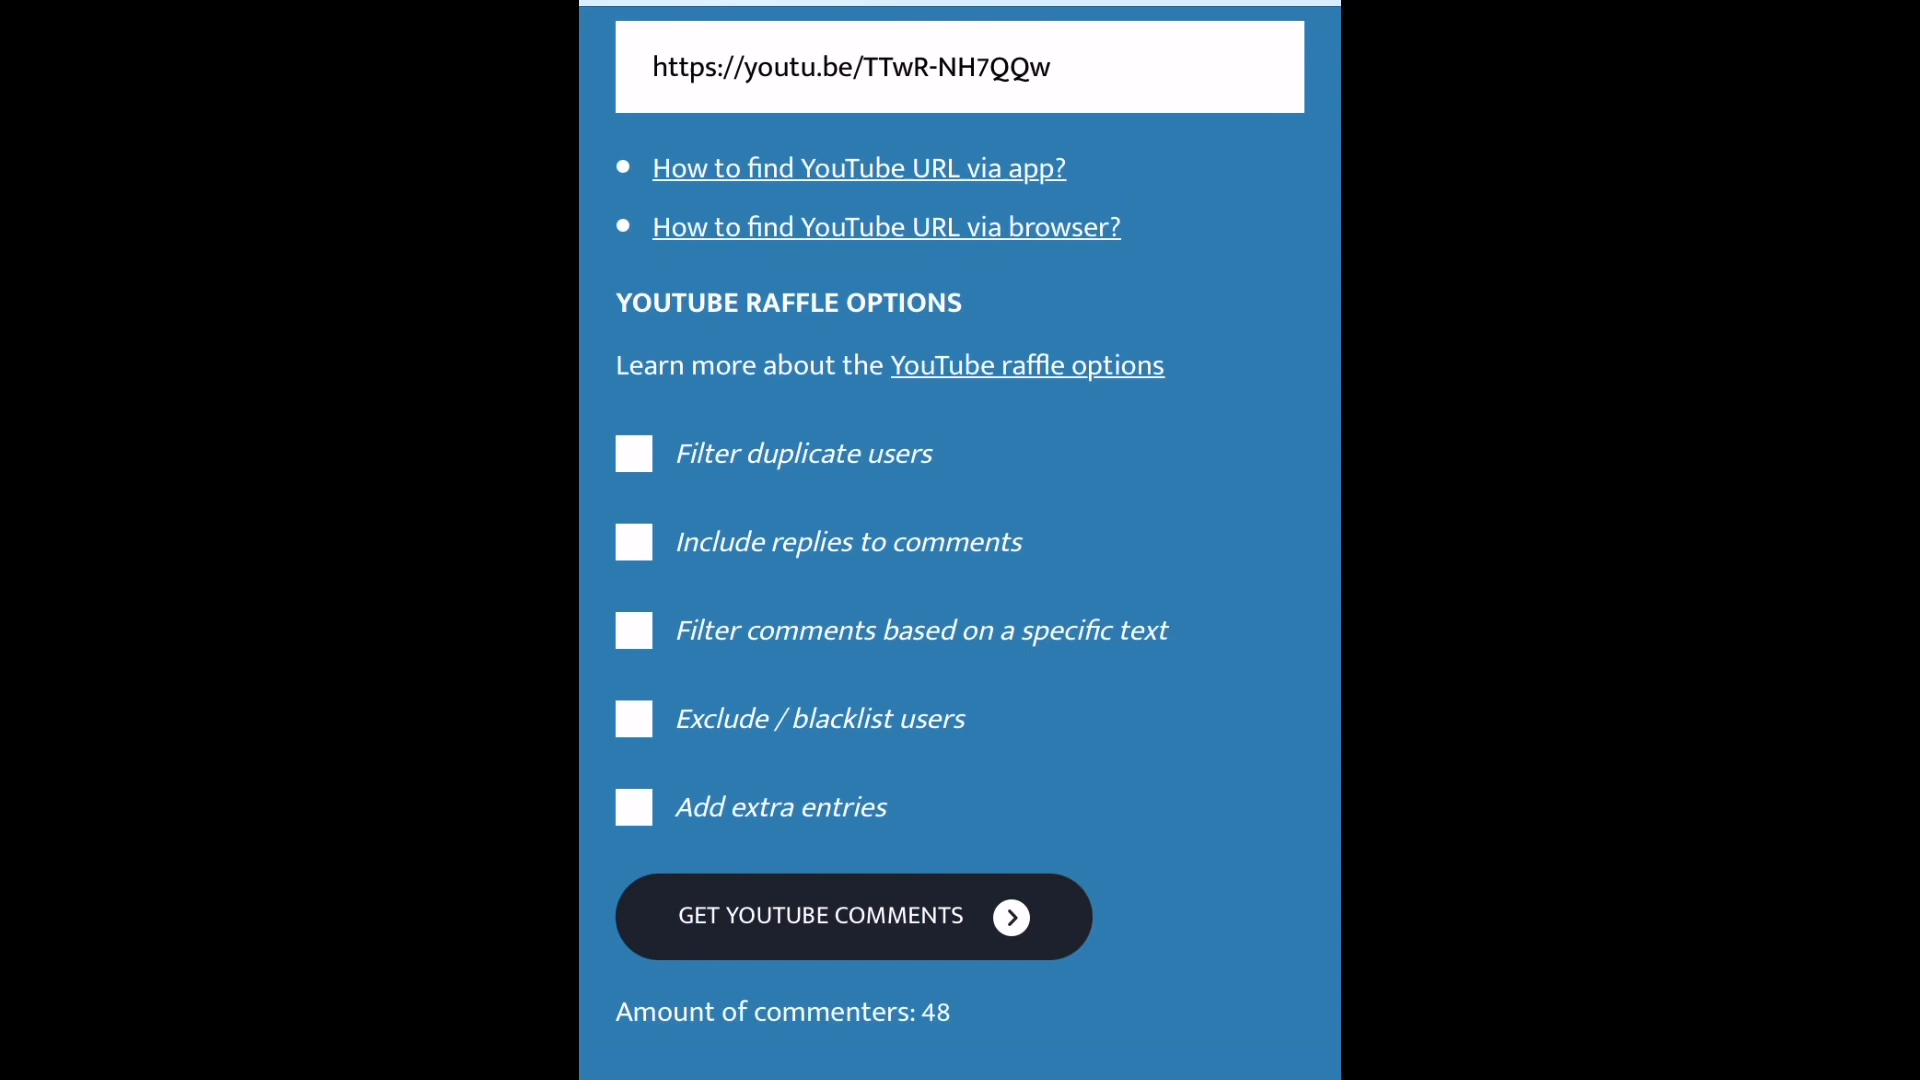 https://youtu.be/TTwR-NH7QQw
How to find YouTube URL via app?
How to find YouTube URL via browser?
YOUTUBE RAFFLE OPTIONS
Learn more about the YouTube raffle options
Filter duplicate users
Include replies to comments
Filter comments based on a specific text
Exclude / blacklist users
Add extra entries
GET YOUTUBE COMMENTS
Amount of commenters: 48